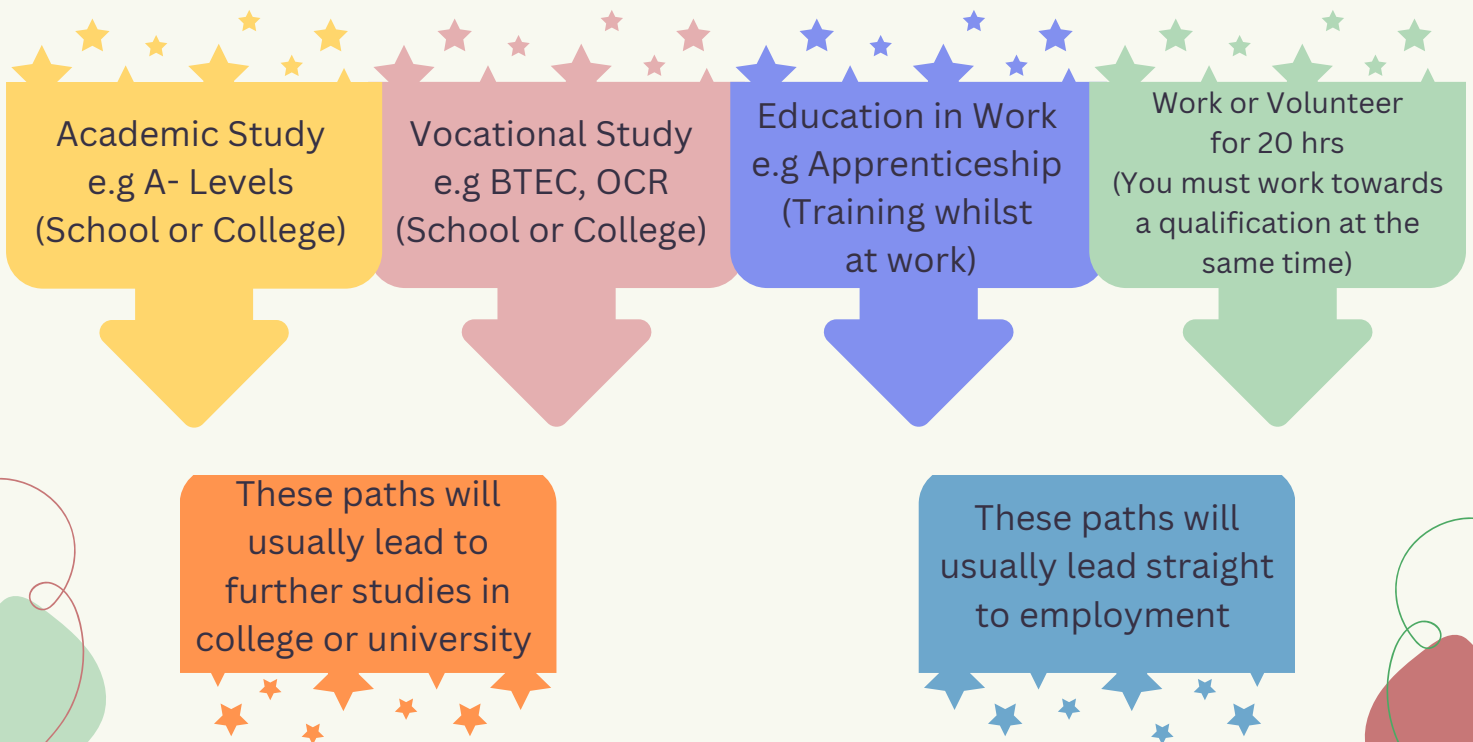 Academic Study
e.g A- Levels
(School or College)
Vocational Study
e.g BTEC, OCR
(School or College)
Education in Work
e.g Apprenticeship
(Training whilst
at work)
Work or Volunteer
for 20 hrs
(You must work towards
a qualification at the
same time)
These paths will
usually lead to
further studies in
college or university
These paths will
usually lead straight
to employment